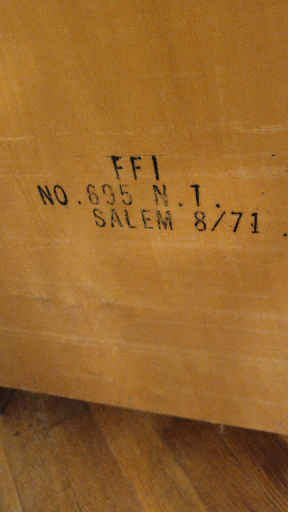 FFI
NO. 695 N.T.
SALEM 8/71